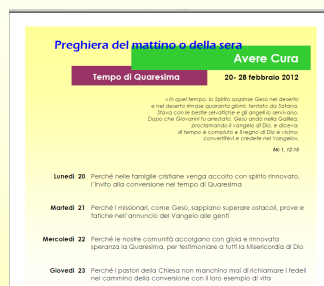 Preghiera del mattino o della sera
Avere Cura
Tempo di Quaresima
20- 28 febbraio 2012
«In quel tempo, lo Spirito sospinse Gesù nel deserto
e nel deserto rimase quaranta giorni, tentato da Satana.
Stava con le bestie selvatiche e gli angeli lo servivano.
Dopo che Giovanni fu arrestato, Gesù andò nella Galilea,
proclamando il vangelo di Dio, e diceva:
di tempo è compiuto e il regno di Dio è vicino:
convertitevi e credete nel Vangelo».
Mc 1, 12-15
Lunedì 20 Perché nelle famiglie cristiane venga accolto con spirito rinnovato,
l'invito alla conversione nel tempo di Quaresima
Martedì 21 Perché i missionari, come Gesù, sappiano superare ostacoli, prove e
fatiche nell'annuncio del Vangelo alle genti
Mercoledì 22 Perché le nostre comunità accolgano con gioia e rinnovata
speranza la Quaresima, per testimoniare a tutti la Misericordia di Dio
Giovedì 23 Perché i pastori della Chiesa non manchino mai di richiamare i fedeli
nel cammino della conversione con il loro esempio di vita